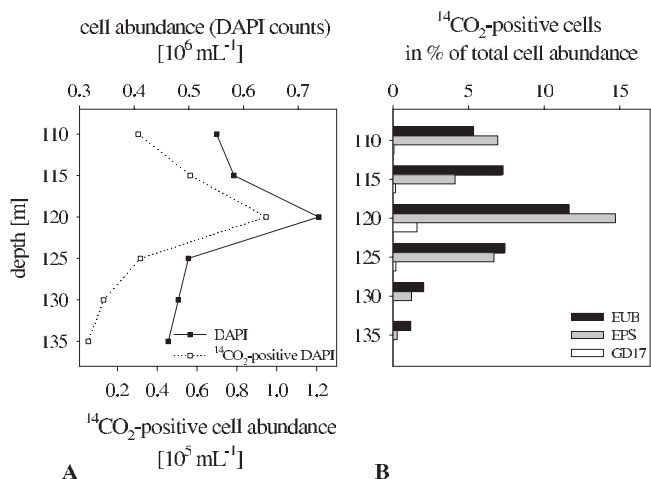 cell abundance (DAPI counts)
[10⁶ mL⁻¹]
0.3 0.4 0.5 0.6 0.7
110
115
120
125
130
135
depth [m]
DAPI
¹⁴CO₂-positive DAPI
0.2 0.4 0.6 0.8 1.0 1.2
¹⁴CO₂-positive cell abundance
[10⁵ mL⁻¹]
A
¹⁴CO₂-positive cells
in % of total cell abundance
0 5 10 15
110
115
120
125
130
135
EUB
EPS
GD17
B